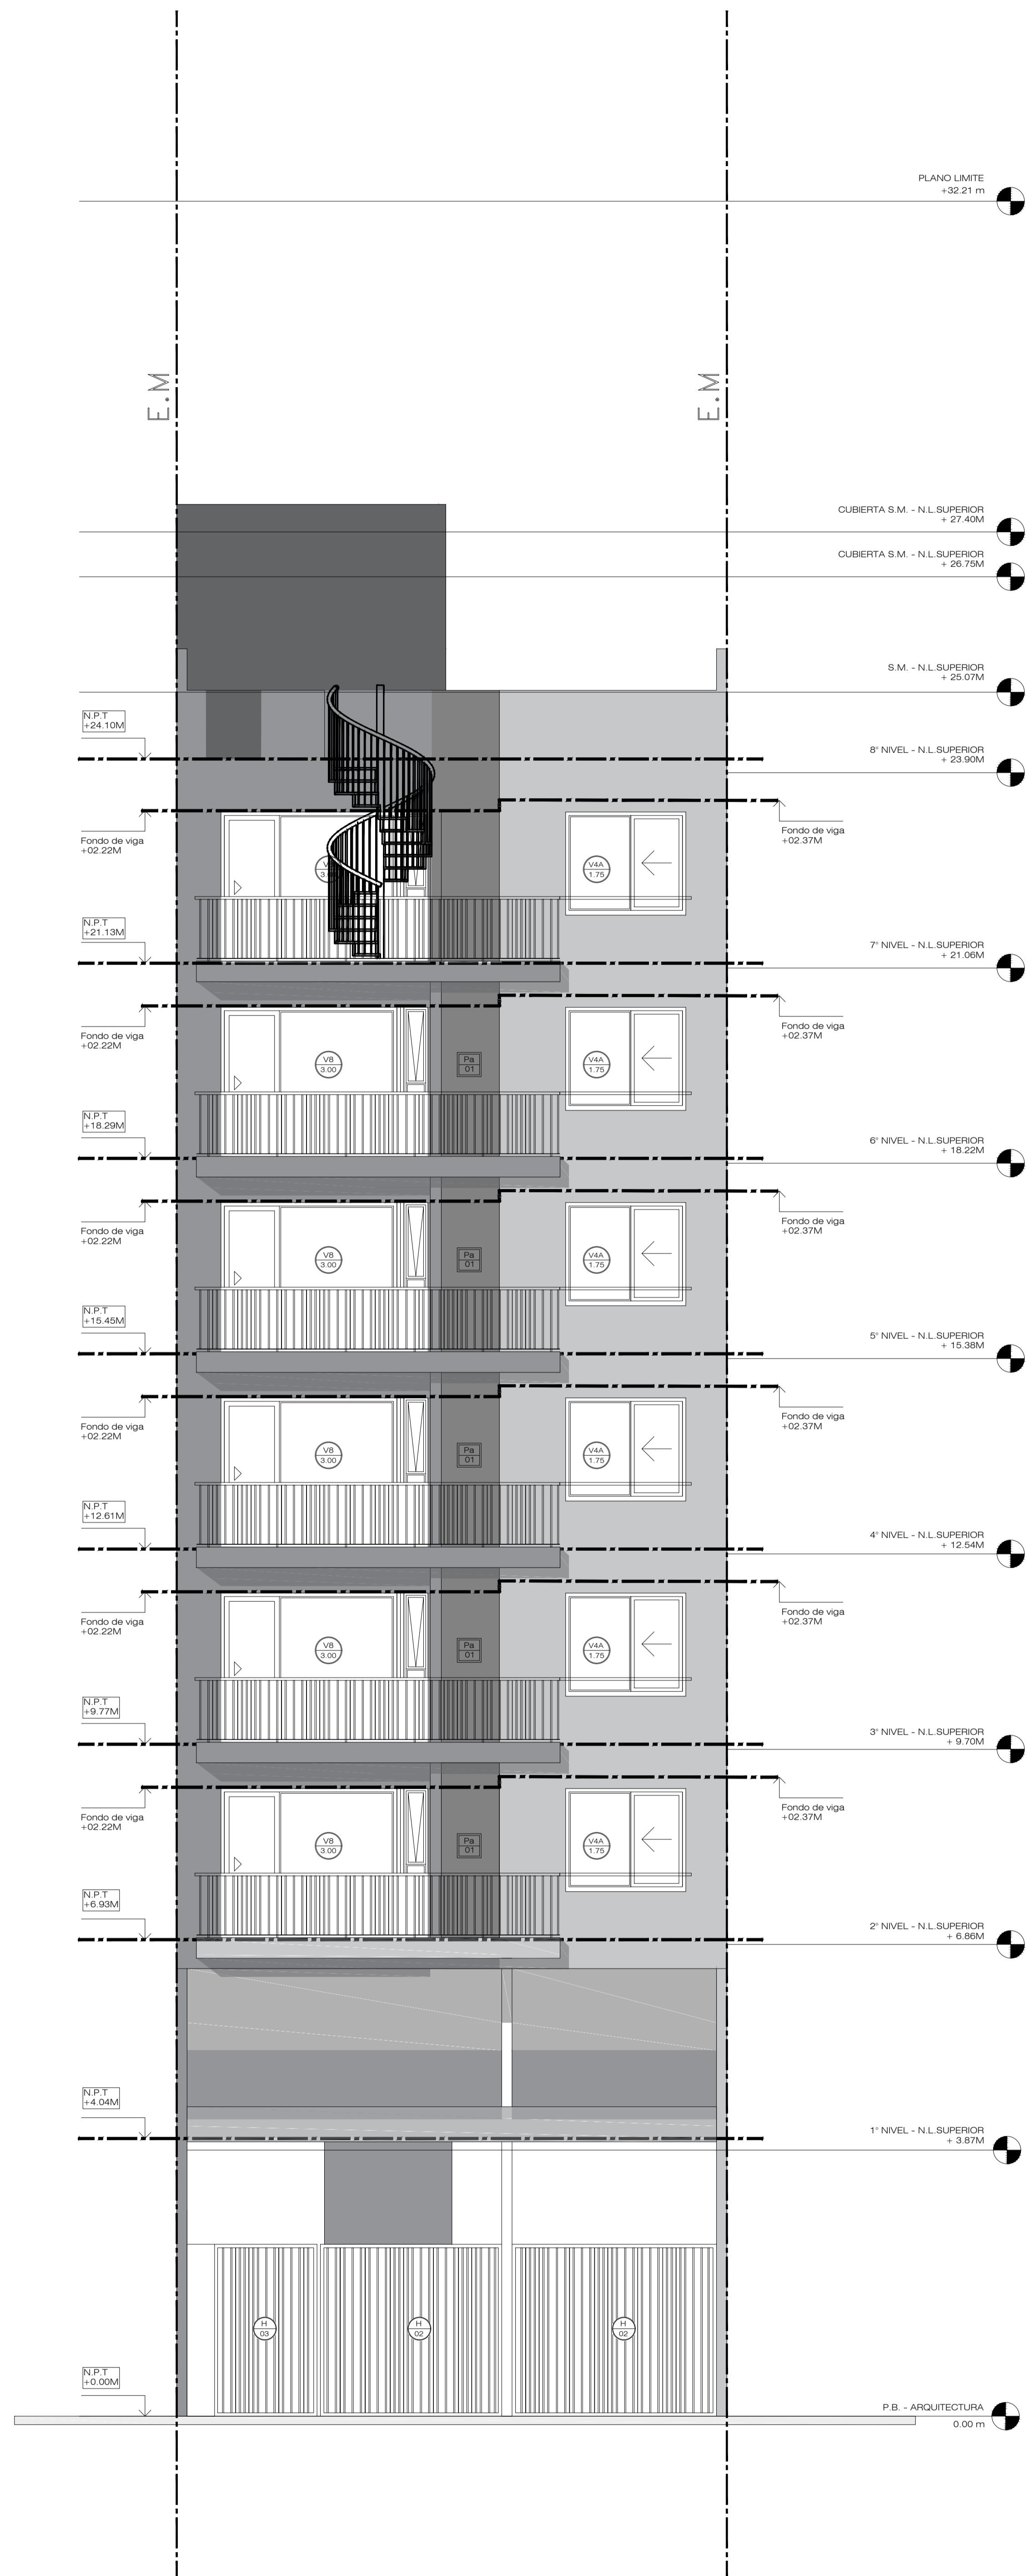 PLANO LIMITE
+32.21 m
E.M
E.M
CUBIERTA S.M. - N.L.SUPERIOR
+ 27.40M
CUBIERTA S.M. - N.L.SUPERIOR
+ 26.75M
S.M. - N.L.SUPERIOR
+ 25.07M
N.P.T
+24.10M
8° NIVEL - N.L.SUPERIOR
+ 23.90M
Fondo de viga
+02.22M
Fondo de viga
+02.37M
V4A
1.75
N.P.T
+21.13M
7° NIVEL - N.L.SUPERIOR
+ 21.06M
Fondo de viga
+02.22M
Fondo de viga
+02.37M
V8
3.00
Pa
01
V4A
1.75
N.P.T
+18.29M
6° NIVEL - N.L.SUPERIOR
+ 18.22M
Fondo de viga
+02.22M
Fondo de viga
+02.37M
V8
3.00
Pa
01
V4A
1.75
N.P.T
+15.45M
5° NIVEL - N.L.SUPERIOR
+ 15.38M
Fondo de viga
+02.22M
Fondo de viga
+02.37M
V8
3.00
Pa
01
V4A
1.75
N.P.T
+12.61M
4° NIVEL - N.L.SUPERIOR
+ 12.54M
Fondo de viga
+02.22M
Fondo de viga
+02.37M
V8
3.00
Pa
01
V4A
1.75
N.P.T
+9.77M
3° NIVEL - N.L.SUPERIOR
+ 9.70M
Fondo de viga
+02.22M
Fondo de viga
+02.37M
V8
3.00
Pa
01
V4A
1.75
N.P.T
+6.93M
2° NIVEL - N.L.SUPERIOR
+ 6.86M
N.P.T
+4.04M
1° NIVEL - N.L.SUPERIOR
+ 3.87M
H
03
H
02
H
02
N.P.T
+0.00M
P.B. - ARQUITECTURA
0.00 m